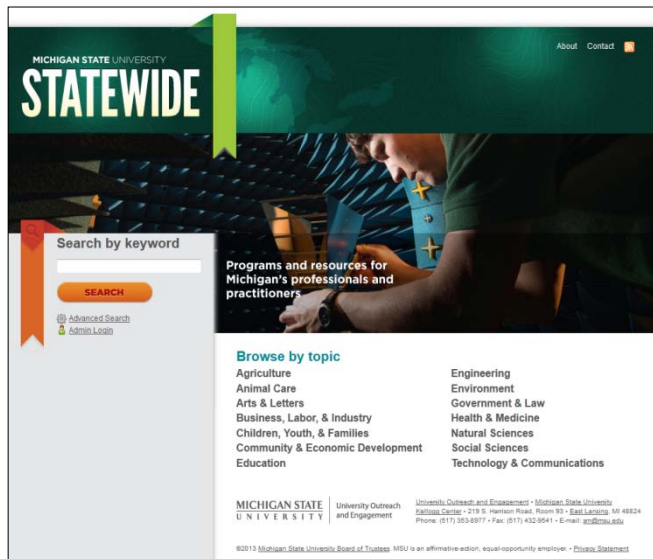 About Contact
MICHIGAN STATE UNIVERSITY
STATEWIDE
Search by keyword
SEARCH
Advanced Search
Admin Login
Programs and resources for
Michigan's professionals and
practitioners
Browse by topic
Agriculture
Animal Care
Arts & Letters
Business, Labor, & Industry
Children, Youth, & Families
Community & Economic Development
Education
Engineering
Environment
Government & Law
Health & Medicine
Natural Sciences
Social Sciences
Technology & Communications
MICHIGAN STATE
UNIVERSITY
University Outreach
and Engagement
University Outreach and Engagement • Michigan State University
Kellogg Center • 219 S. Harrison Road, Room 93 • East Lansing, MI 48824
Phone: (517) 353-8977 • Fax: (517) 432-9541 • E-mail: sm@msu.edu
©2013 Michigan State University Board of Trustees. MSU is an affirmative-action, equal-opportunity employer. • Privacy Statement